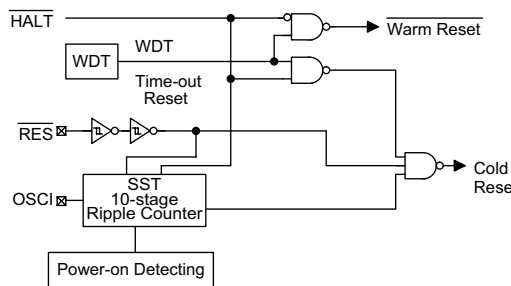 HALT
Warm Reset
WDT
WDT
Time-out
Reset
RES
Cold
Rese
OSCI
SST
10-stage
Ripple Counter
Power-on Detecting